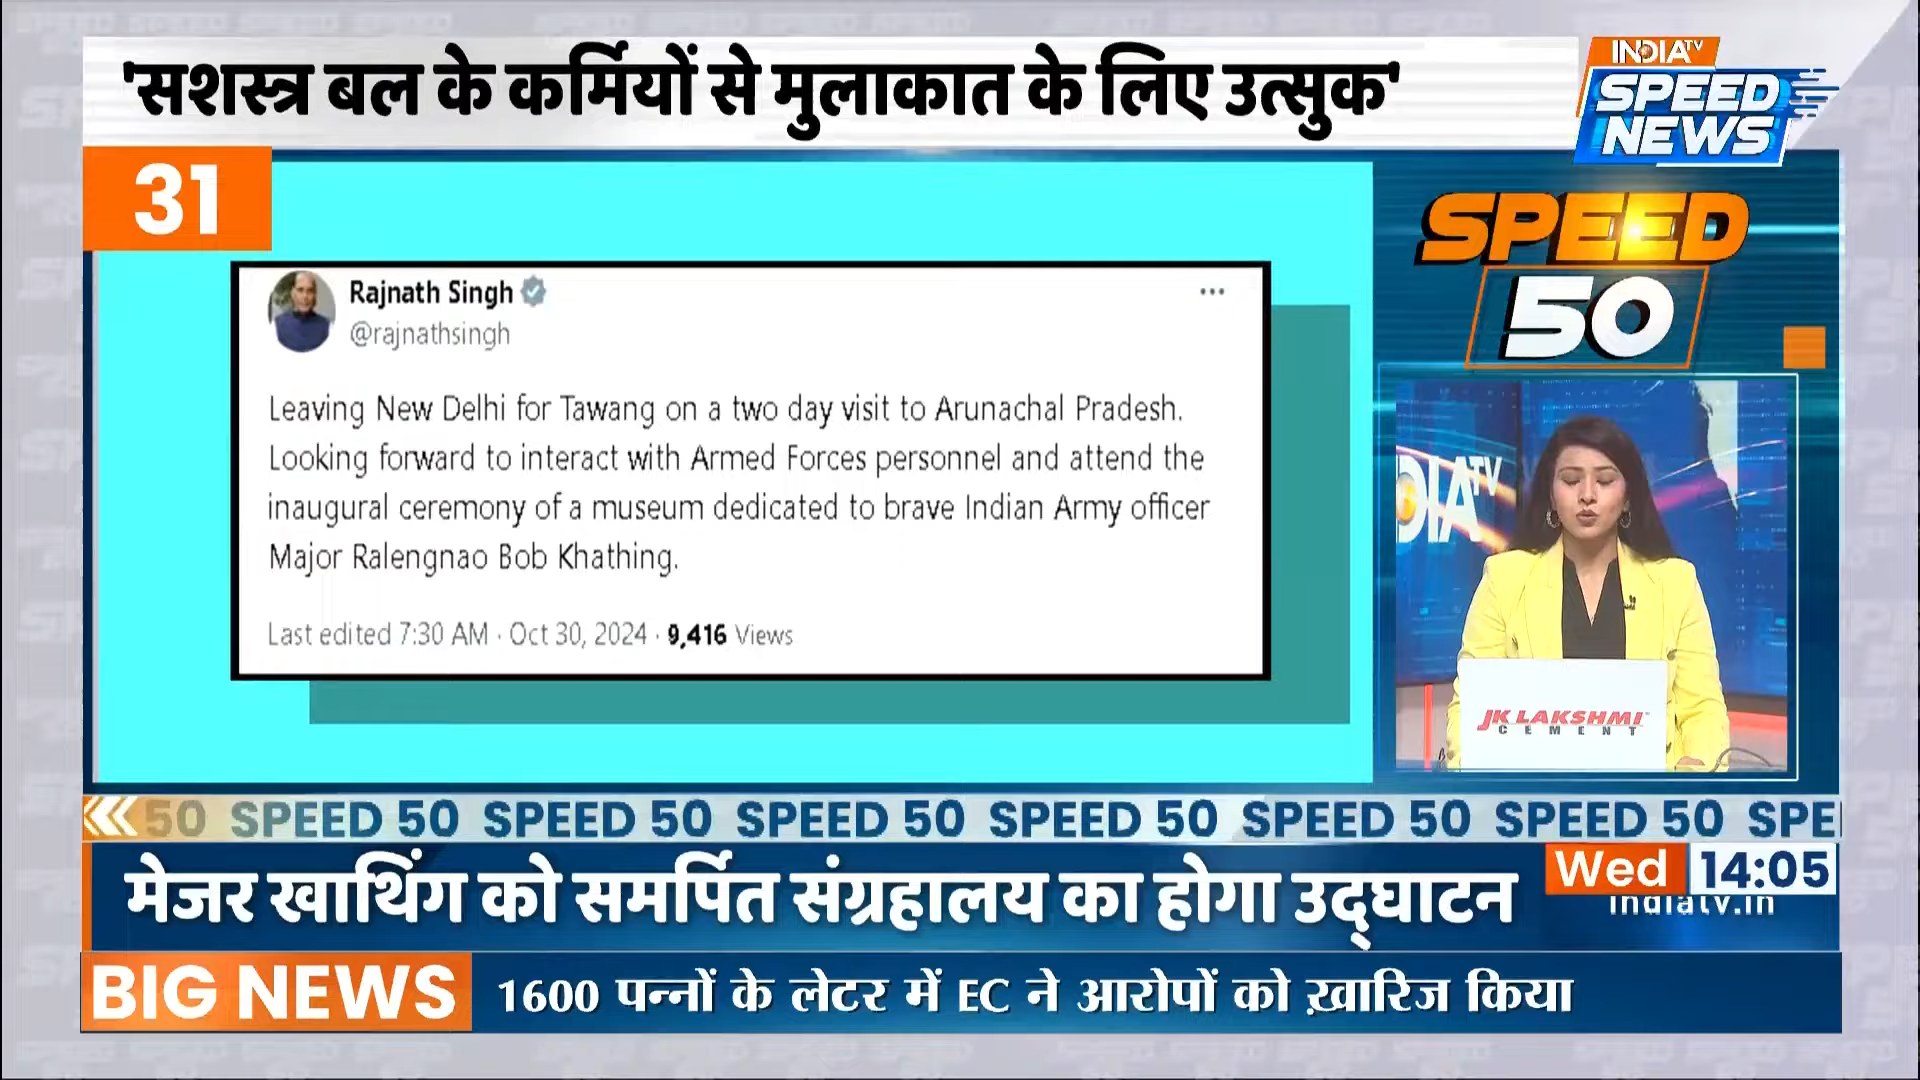 'सशस्त्र बल के कर्मियों से मुलाकात के लिए उत्सुक'
INDIA TV
SPEED
NEWS
31
SPEED
50
Rajnath Singh
@rajnathsingh
Leaving New Delhi for Tawang on a two day visit to Arunachal Pradesh.
Looking forward to interact with Armed Forces personnel and attend the
inaugural ceremony of a museum dedicated to brave Indian Army officer
Major Ralengnao Bob Khathing.
Last edited 7:30 AM · Oct 30, 2024 · 9,416 Views
DIA TV
JK LAKSHMI
CEMENT
50 SPEED 50 SPEED 50 SPEED 50 SPEED 50 SPEED 50 SPEED 50 SPE
मेजर खाथिंग को समर्पित संग्रहालय का होगा उद्घाटन
Wed 14:05
indiatv.in
BIG NEWS 1600 पन्नों के लेटर में EC ने आरोपों को ख़ारिज किया